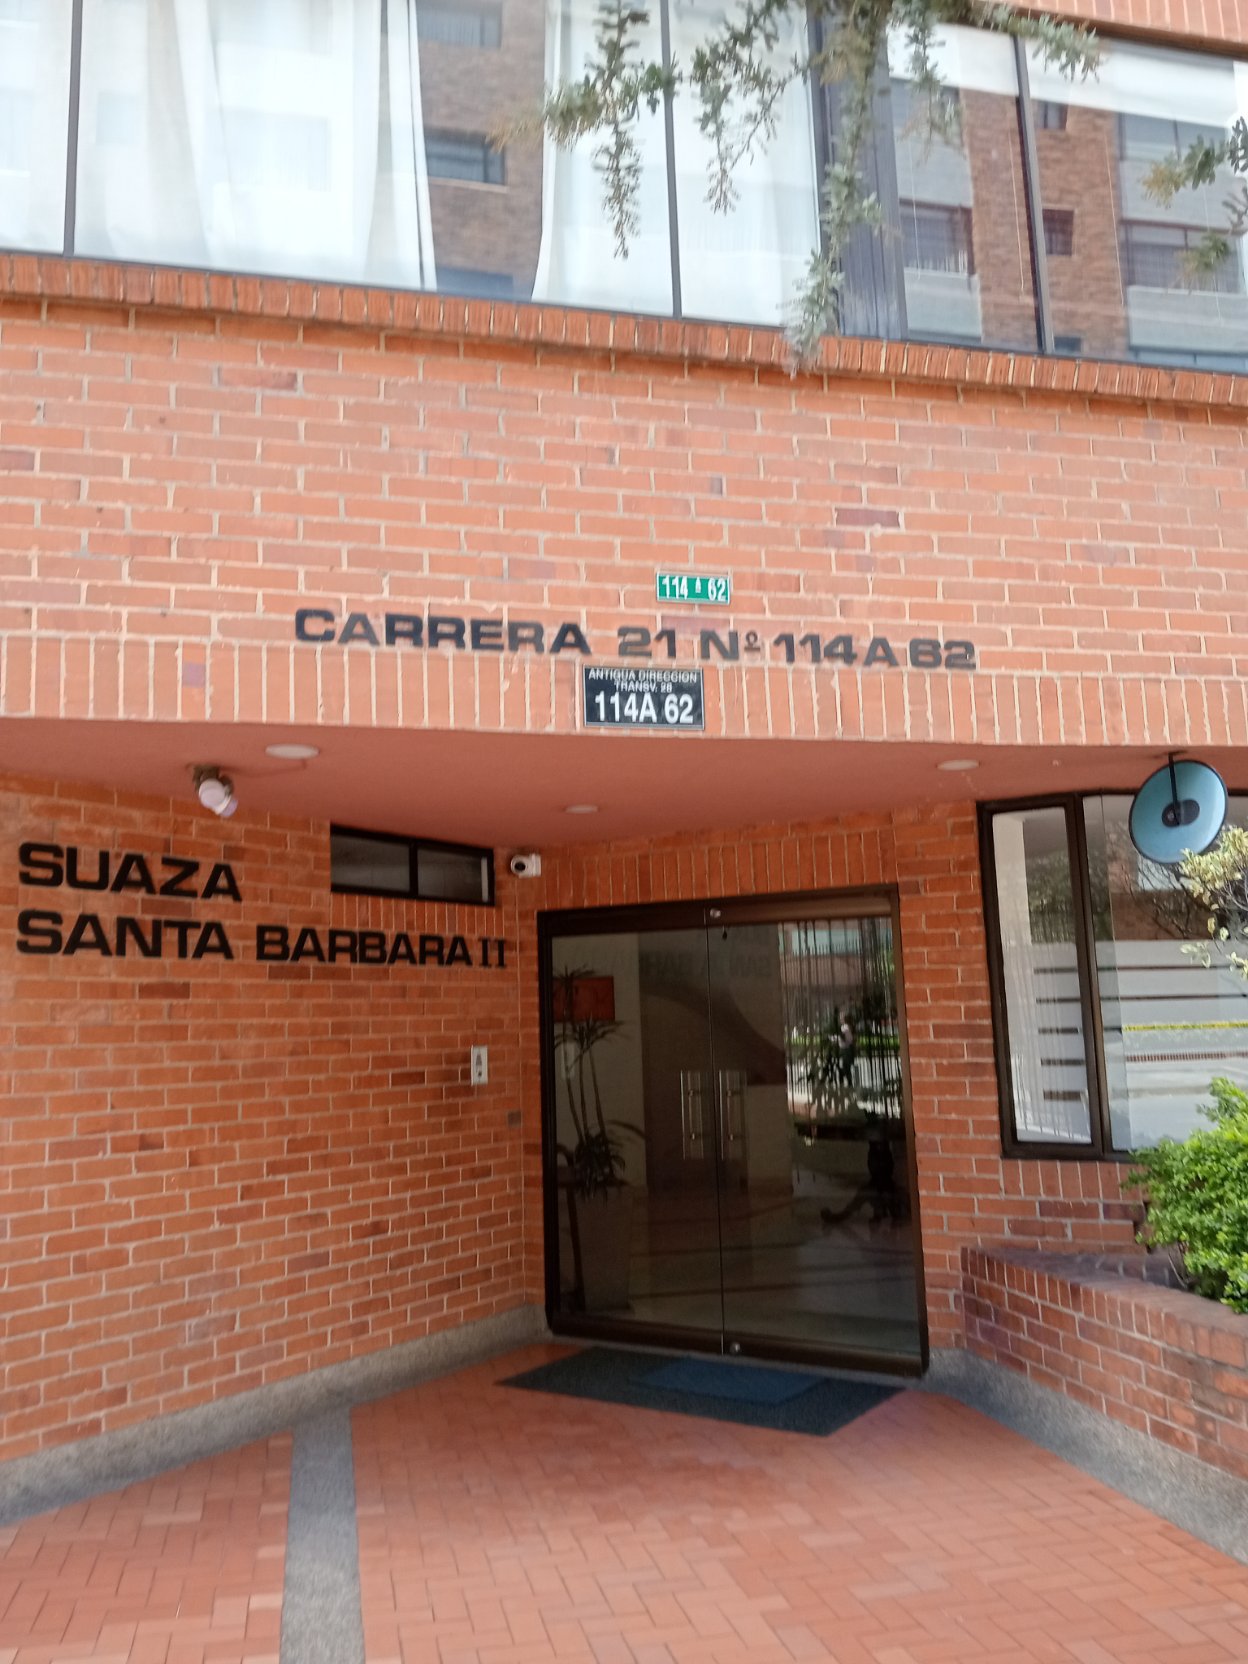 114 A 62
CARRERA 21 Nº 114A 62
ANTIGUA DIRECCION
TRANSV. 28
114A 62
SUAZA
SANTA BARBARA II